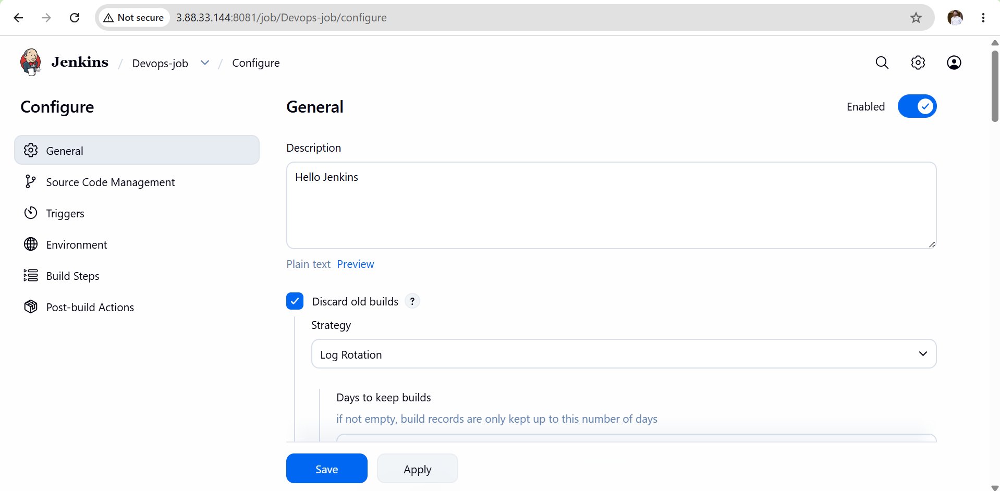 Not secure 3.88.33.144:8081/job/Devops-job/configure
Jenkins / Devops-job / Configure
Configure
General
Source Code Management
Triggers
Environment
Build Steps
Post-build Actions
General
Enabled
Description
Hello Jenkins
Plain text Preview
Discard old builds ?
Strategy
Log Rotation
Days to keep builds
if not empty, build records are only kept up to this number of days
Save Apply